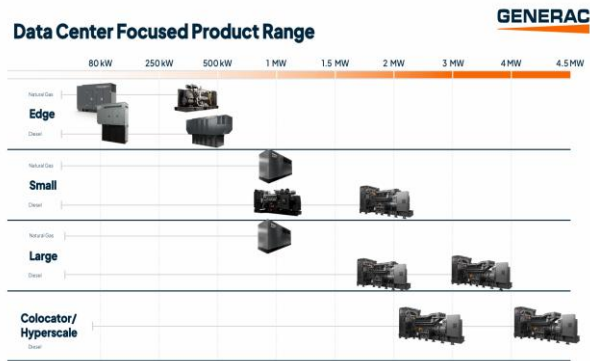 GENERAC
Data Center Focused Product Range
80 kW 250 kW 500 kW 1 MW 1.5 MW 2 MW 3 MW 4 MW 4.5 MW
Natural Gas
Edge
Diesel
Natural Gas
Small
Diesel
Natural Gas
Large
Diesel
Colocator/
Hyperscale
Diesel